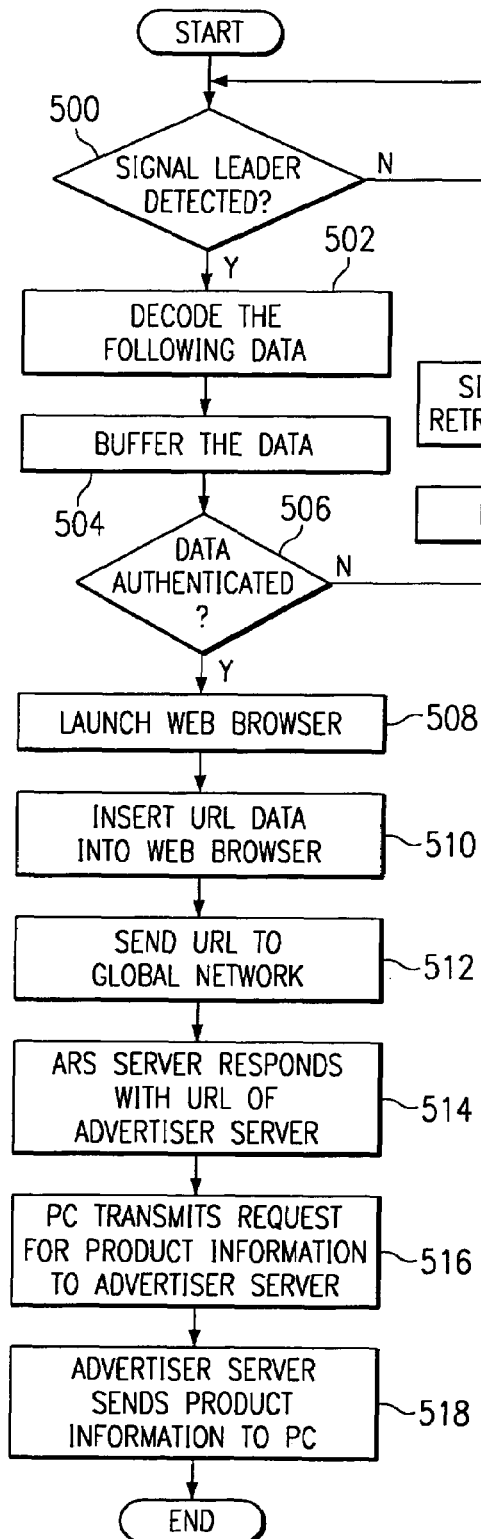 START
500
SIGNAL LEADER
DETECTED?
N
Y
502
DECODE THE
FOLLOWING DATA
BUFFER THE DATA
504
506
DATA
AUTHENTICATED
?
N
Y
LAUNCH WEB BROWSER
508
INSERT URL DATA
INTO WEB BROWSER
510
SEND URL TO
GLOBAL NETWORK
512
ARS SERVER RESPONDS
WITH URL OF
ADVERTISER SERVER
514
PC TRANSMITS REQUEST
FOR PRODUCT INFORMATION
TO ADVERTISER SERVER
516
ADVERTISER SERVER
SENDS PRODUCT
INFORMATION TO PC
518
END